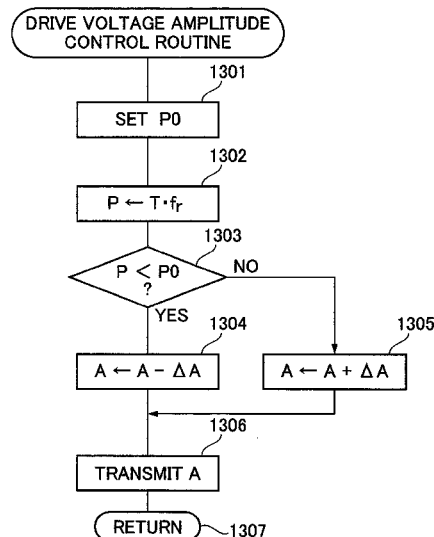 DRIVE VOLTAGE AMPLITUDE
CONTROL ROUTINE
1301
SET P0
1302
P ← T·fr
1303
P < P0
?
NO
YES
1304
A ← A - ΔA
1305
A ← A + ΔA
1306
TRANSMIT A
RETURN
1307